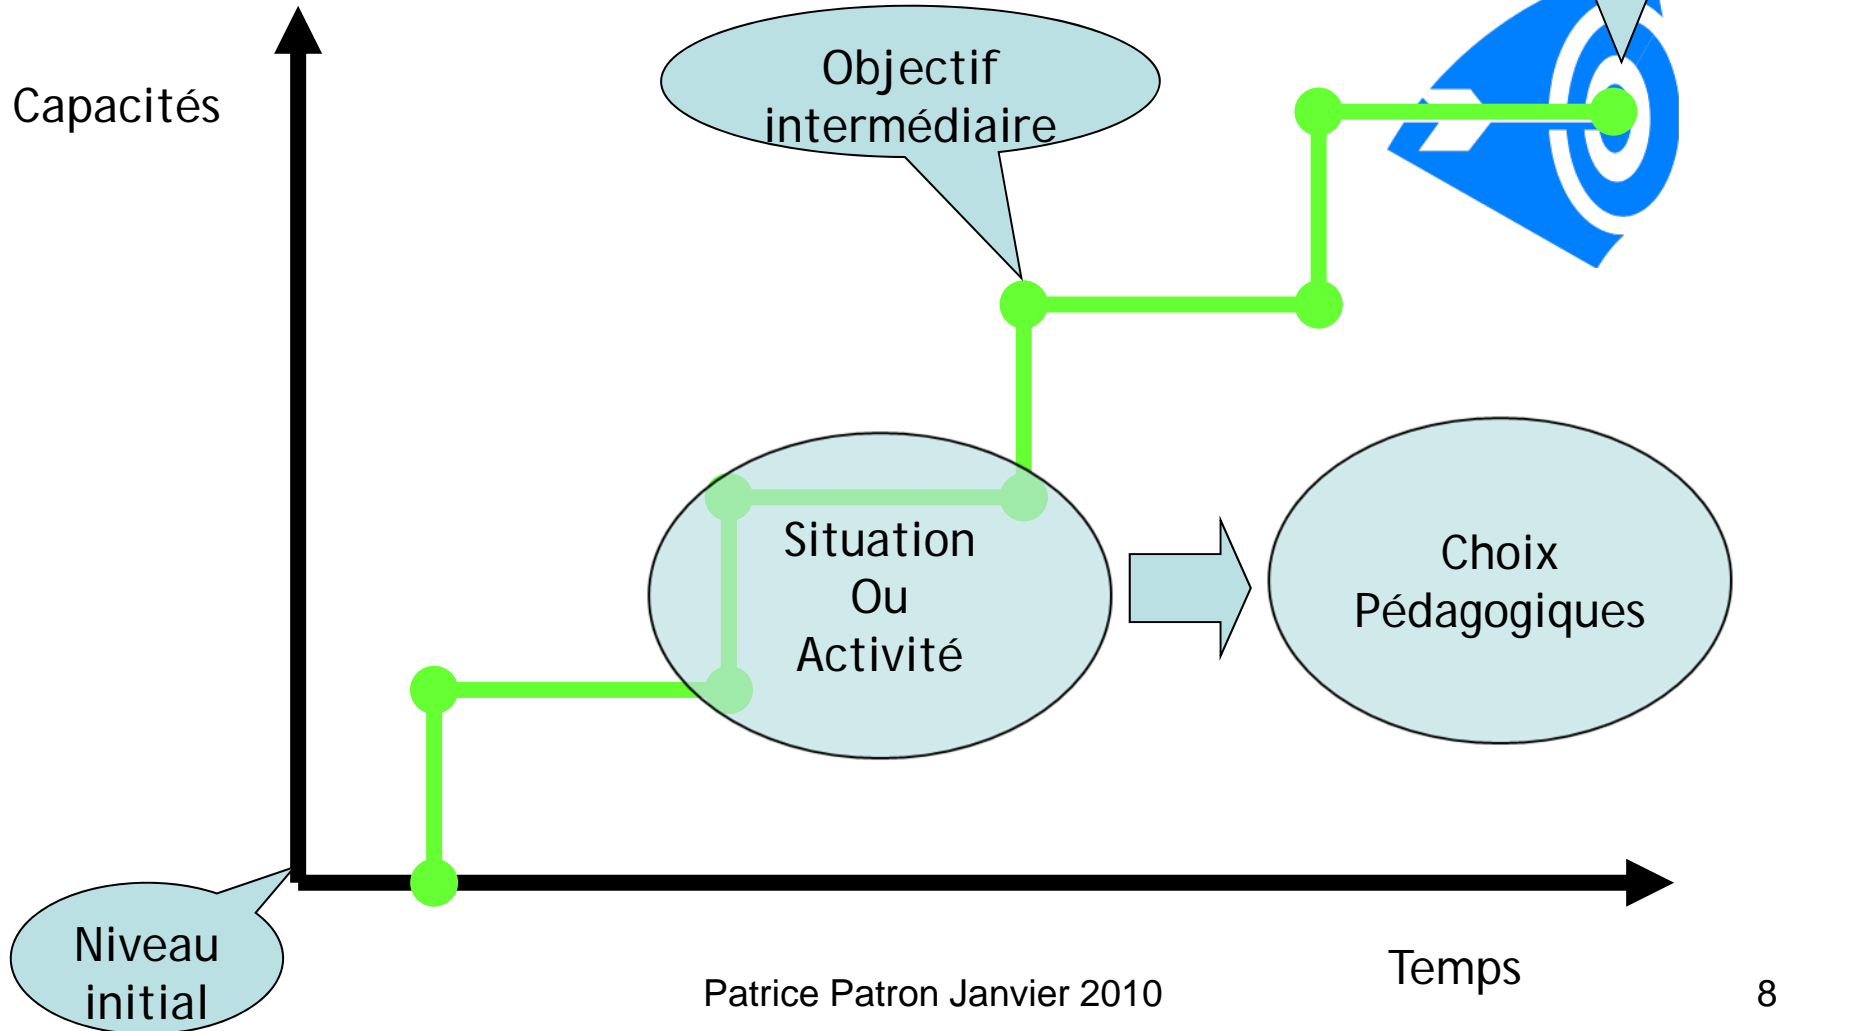 Objectif
intermédiaire
Capacités
Situation
Ou
Activité
Choix
Pédagogiques
Niveau
initial
Temps
Patrice Patron Janvier 2010
8